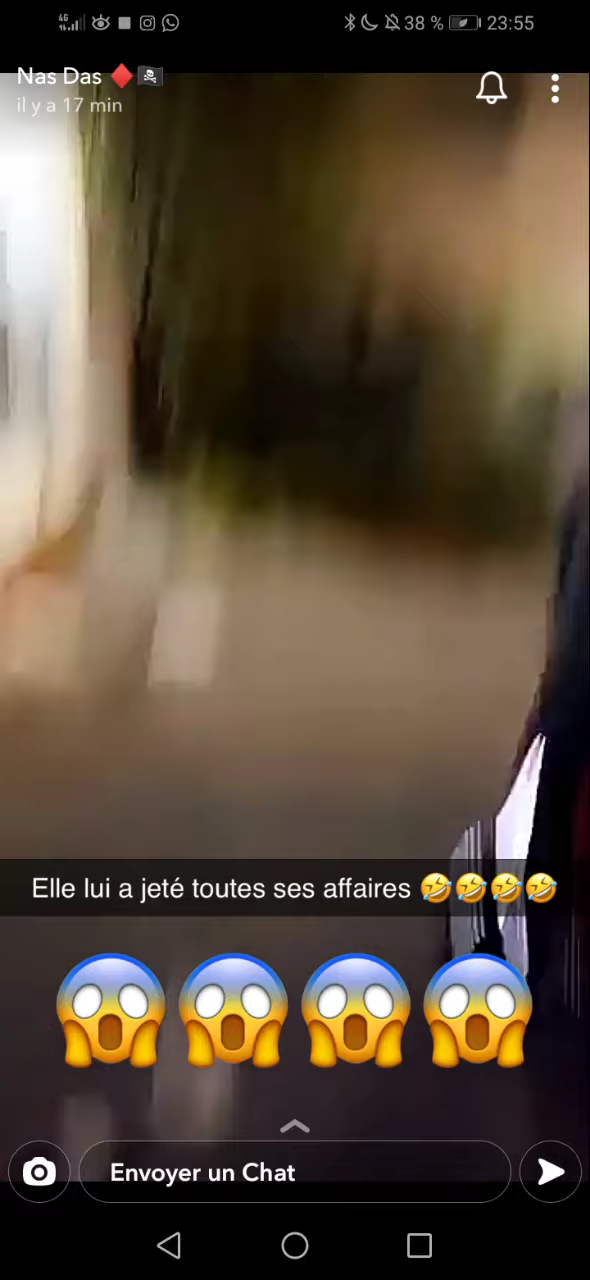 4G 38 % 23:55
Nas Das ♦️🏴‍☠️
il y a 17 min
Elle lui a jeté toutes ses affaires 🤣🤣🤣🤣
😱😱😱😱
Envoyer un Chat